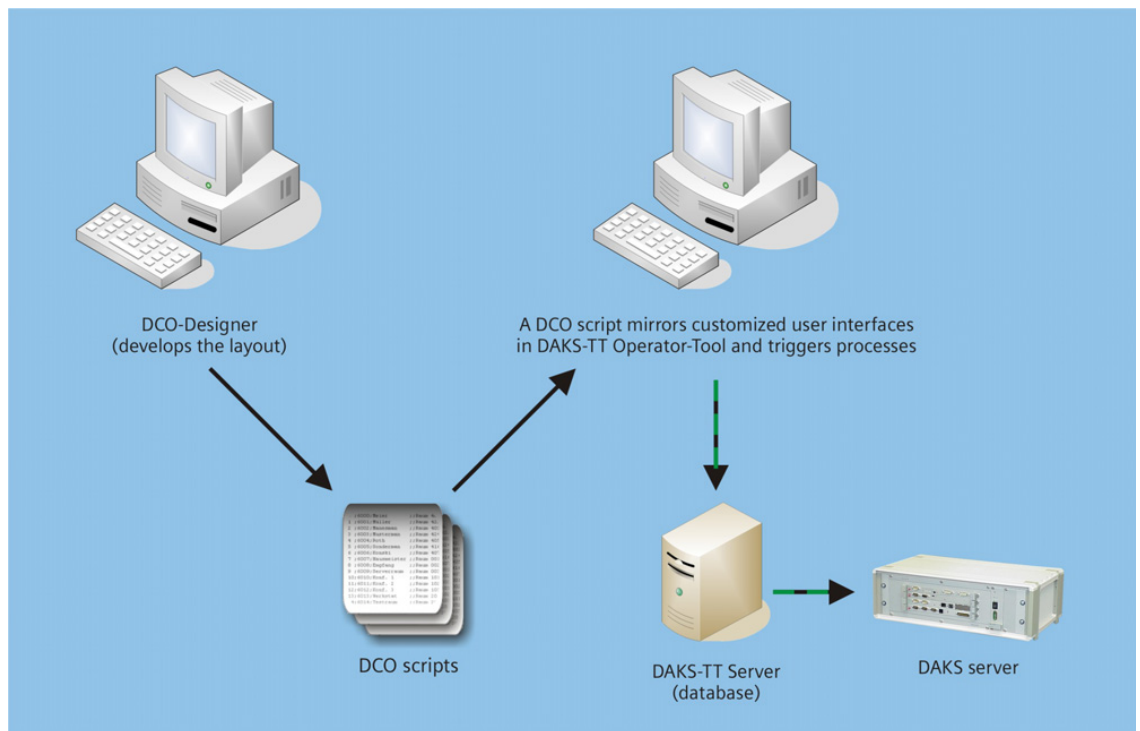 DCO-Designer
(develops the layout)
A DCO script mirrors customized user interfaces
in DAKS-TT Operator-Tool and triggers processes
DCO scripts
DAKS-TT Server
(database)
DAKS server